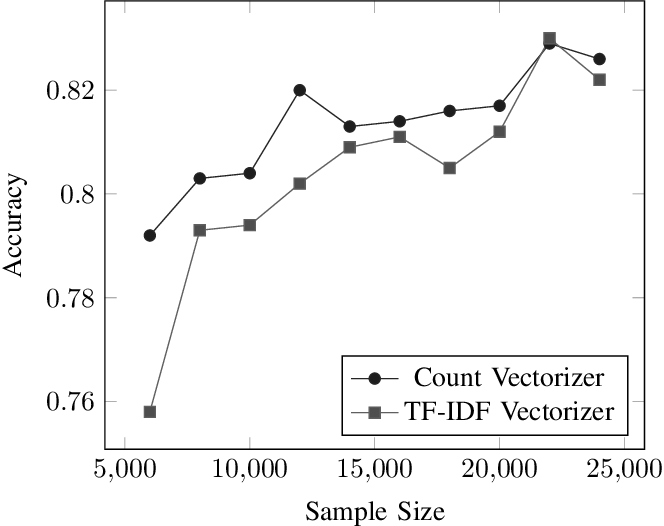 0.82
0.8
0.78
0.76
Accuracy
Count Vectorizer
TF-IDF Vectorizer
5,000 10,000 15,000 20,000 25,000
Sample Size